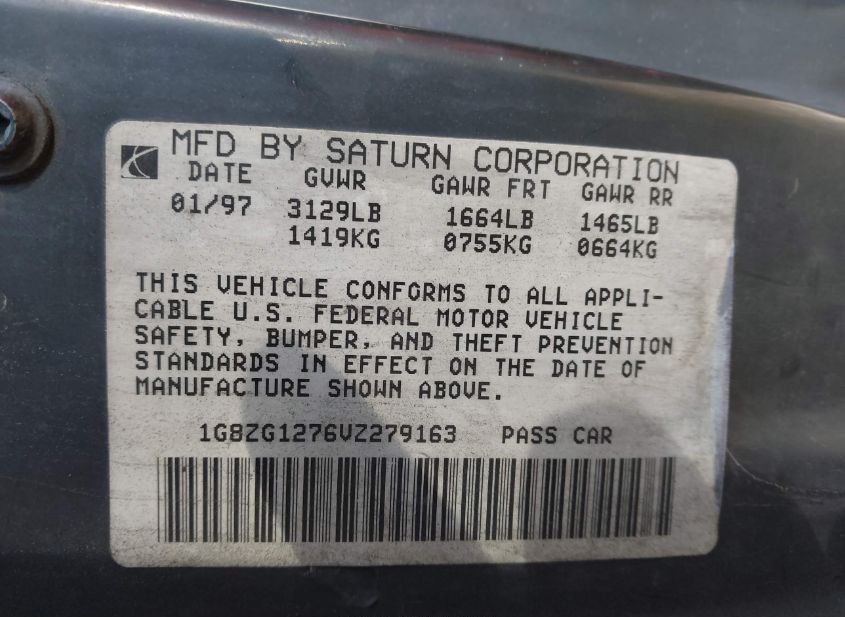 MFD BY SATURN CORPORATION
DATE GVWR GAWR FRT GAWR RR
01/97 3129LB 1664LB 1465LB
1419KG 0755KG 0664KG
THIS VEHICLE CONFORMS TO ALL APPLI-
CABLE U.S. FEDERAL MOTOR VEHICLE
SAFETY, BUMPER, AND THEFT PREVENTION
STANDARDS IN EFFECT ON THE DATE OF
MANUFACTURE SHOWN ABOVE.
1G8ZG1276VZ279163 PASS CAR